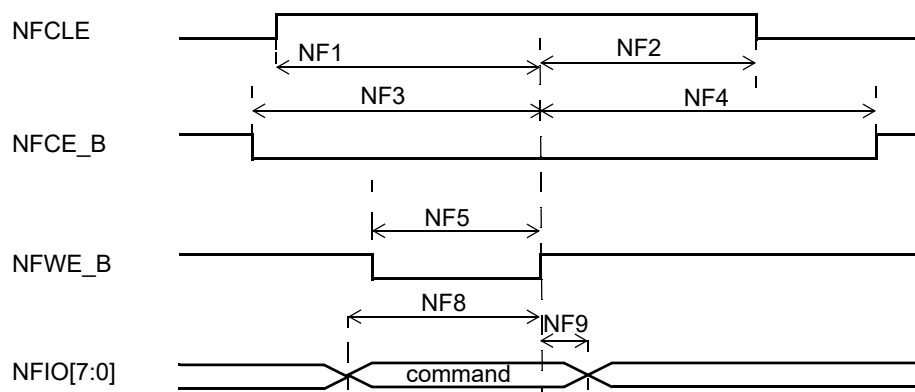 NFCLE
NF1
NF2
NF3
NF4
NFCE_B
NF5
NFWE_B
NF8
NF9
NFIO[7:0]
command